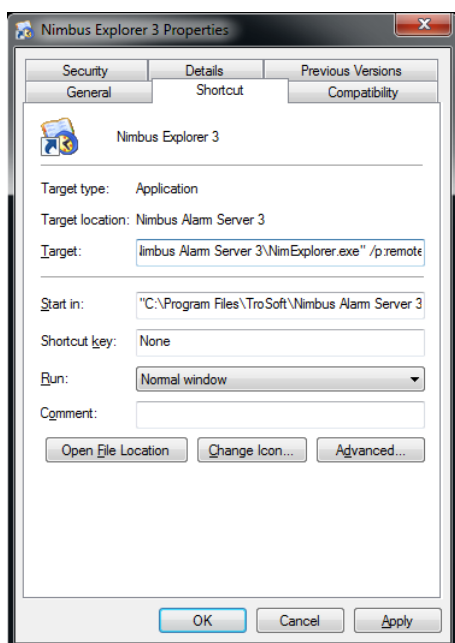 Nimbus Explorer 3 Properties
Security Details Previous Versions
General Shortcut Compatibility
Nimbus Explorer 3
Target type: Application
Target location: Nimbus Alarm Server 3
Target: limbus Alarm Server 3\NimExplorer.exe" /p:remote
Start in: "C:\Program Files\TroSoft\Nimbus Alarm Server 3
Shortcut key: None
Run: Normal window
Comment:
Open File Location Change Icon... Advanced...
OK Cancel Apply